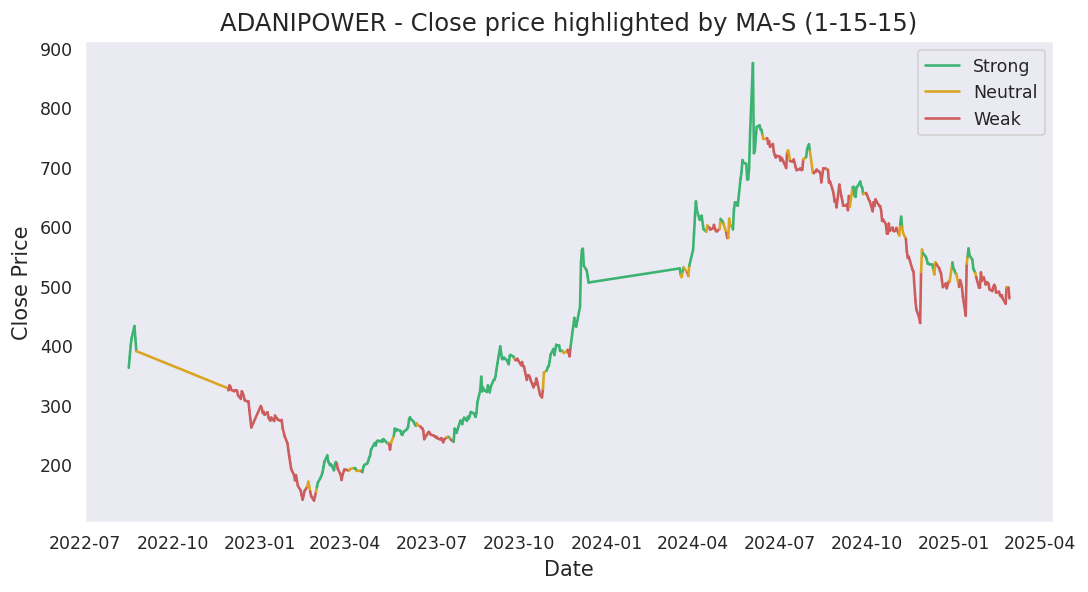 ADANIPOWER - Close price highlighted by MA-S (1-15-15)
Strong
Neutral
Weak
Close Price
900
800
700
600
500
400
300
200
2022-07 2022-10 2023-01 2023-04 2023-07 2023-10 2024-01 2024-04 2024-07 2024-10 2025-01 2025-04
Date